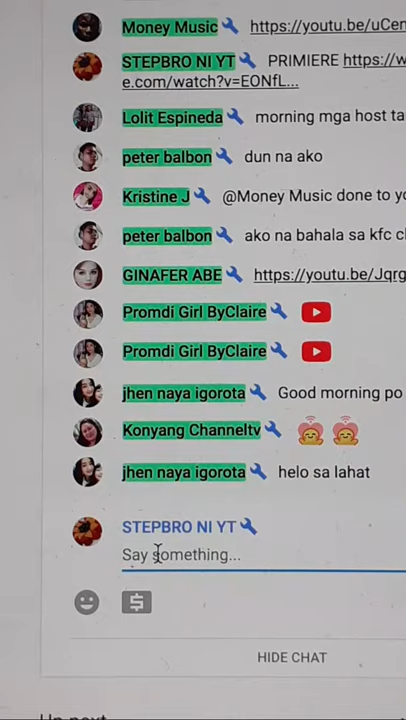 Money Music https://youtu.be/uCen
STEPBRO NI YT PRIMIERE https://w
e.com/watch?v=EONfL...
Lolit Espineda morning mga host ta
peter balbon dun na ako
Kristine J @Money Music done to yo
peter balbon ako na bahala sa kfc c
GINAFER ABE https://youtu.be/Jqrg
Promdi Girl ByClaire
Promdi Girl ByClaire
jhen naya igorota Good morning po
Konyang Channeltv
jhen naya igorota helo sa lahat
STEPBRO NI YT
Say something...
HIDE CHAT
Up next